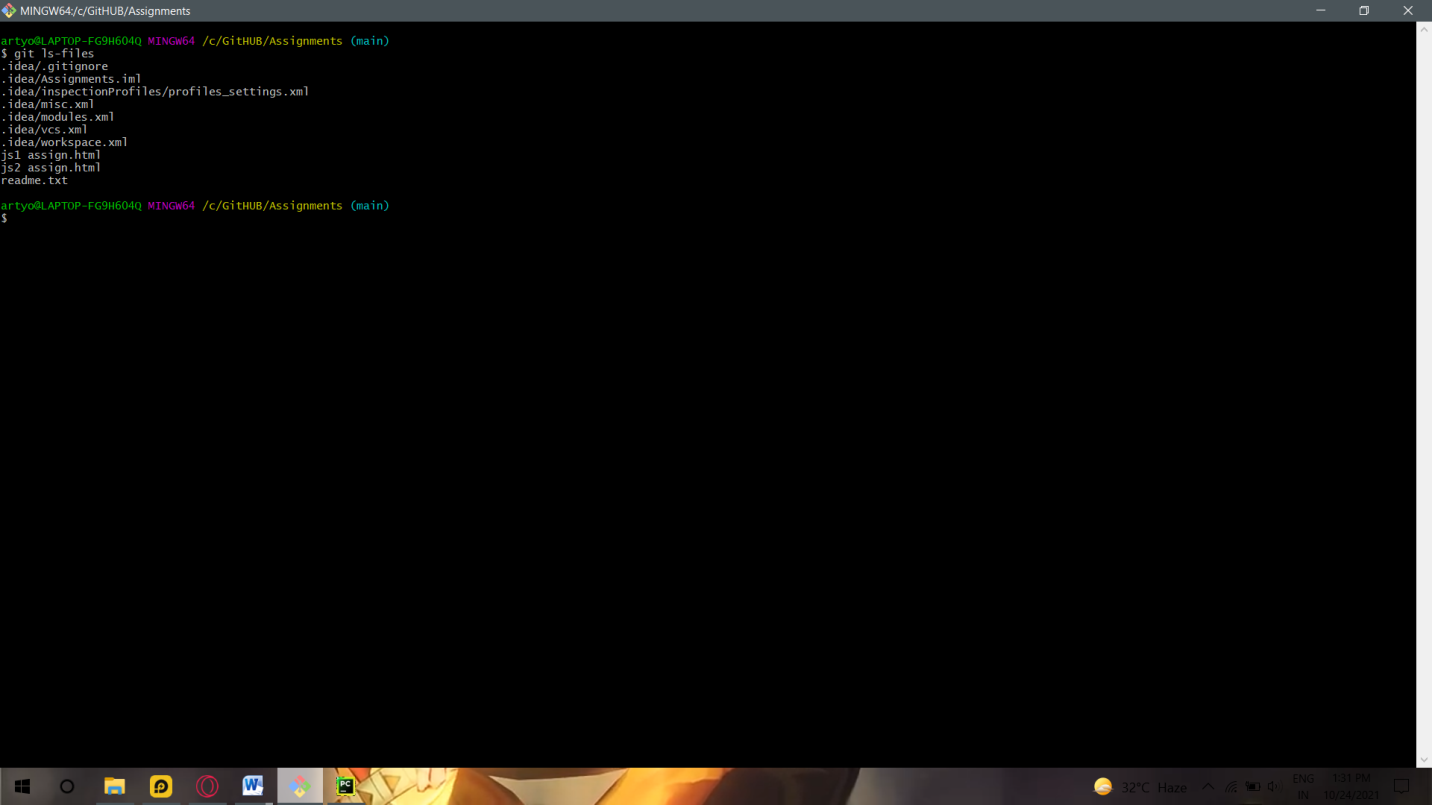 MINGW64:/c/GitHUB/Assignments
artyo@LAPTOP-FG9H6O4Q MINGW64 /c/GitHUB/Assignments (main)
$ git ls-files
.idea/.gitignore
.idea/Assignments.iml
.idea/inspectionProfiles/profiles_settings.xml
.idea/misc.xml
.idea/modules.xml
.idea/vcs.xml
.idea/workspace.xml
js1 assign.html
js2 assign.html
readme.txt
artyo@LAPTOP-FG9H6O4Q MINGW64 /c/GitHUB/Assignments (main)
$
W
PC
32°C Haze
ENG
IN
1:31 PM
10/24/2021